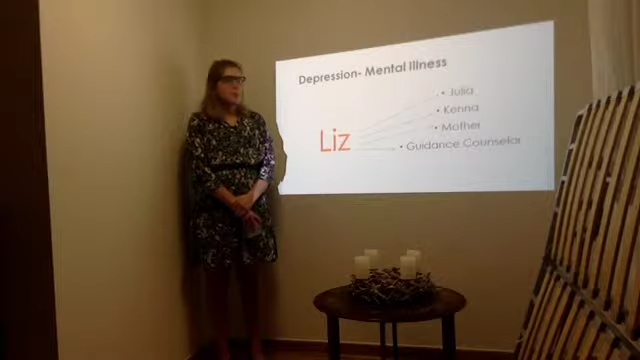 Depression- Mental Illness
• Julia
• Kenna
• Mother
Liz
• Guidance Counselor